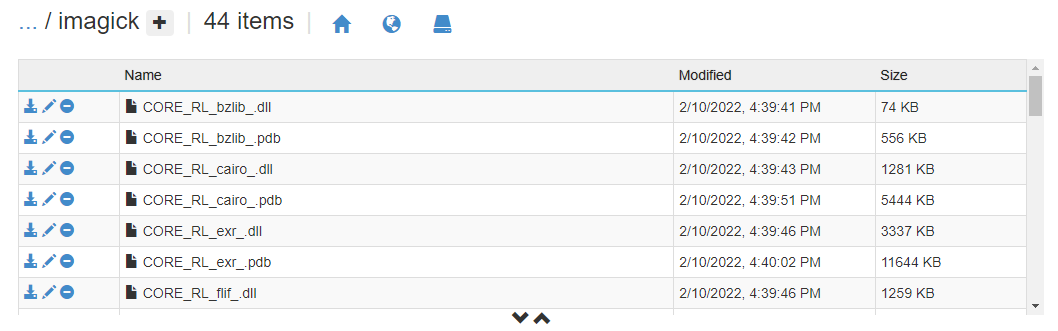 ... / imagick + | 44 items |
Name Modified Size
CORE_RL_bzlib_.dll 2/10/2022, 4:39:41 PM 74 KB
CORE_RL_bzlib_.pdb 2/10/2022, 4:39:42 PM 556 KB
CORE_RL_cairo_.dll 2/10/2022, 4:39:43 PM 1281 KB
CORE_RL_cairo_.pdb 2/10/2022, 4:39:51 PM 5444 KB
CORE_RL_exr_.dll 2/10/2022, 4:39:46 PM 3337 KB
CORE_RL_exr_.pdb 2/10/2022, 4:40:02 PM 11644 KB
CORE_RL_flif_.dll 2/10/2022, 4:39:46 PM 1259 KB